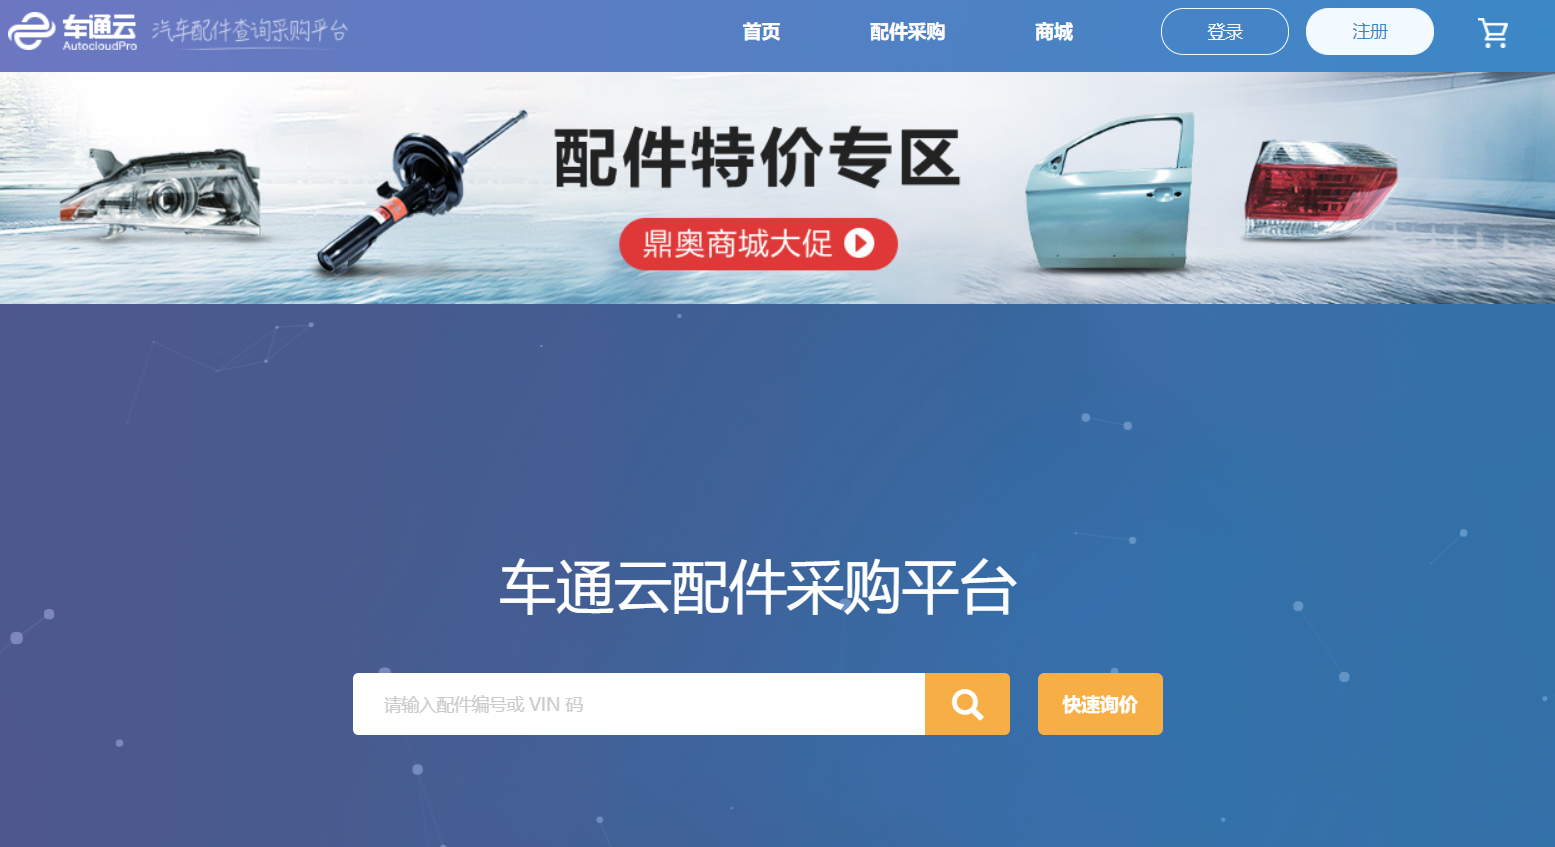 车通云
AutocloudPro
汽车配件查询采购平台
首页
配件采购
商城
登录
注册
配件特价专区
鼎奥商城大促
车通云配件采购平台
请输入配件编号或 VIN 码
快速询价